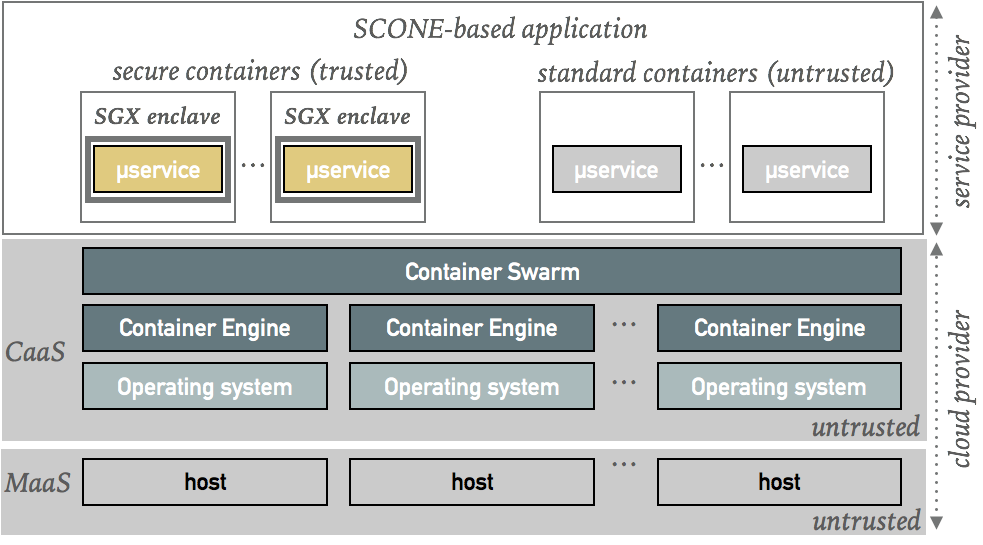 SCONE-based application
secure containers (trusted)
standard containers (untrusted)
SGX enclave
SGX enclave
µservice
...
µservice
µservice
...
µservice
service provider
Container Swarm
Container Engine
Container Engine
...
Container Engine
CaaS
Operating system
Operating system
...
Operating system
untrusted
cloud provider
MaaS
host
host
...
host
untrusted